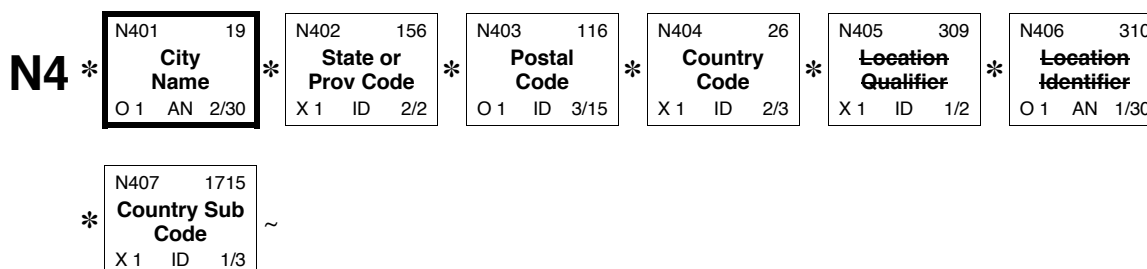 N401 19 N402 156 N403 116 N404 26 N405 309 N406 310
City State or Postal Country Location Location
N4 * Name * Prov Code * Code * Code * Qualifier * Identifier
O 1 AN 2/30 X 1 ID 2/2 O 1 ID 3/15 X 1 ID 2/3 X 1 ID 1/2 O 1 AN 1/30
N407 1715
* Country Sub ~
Code
X 1 ID 1/3